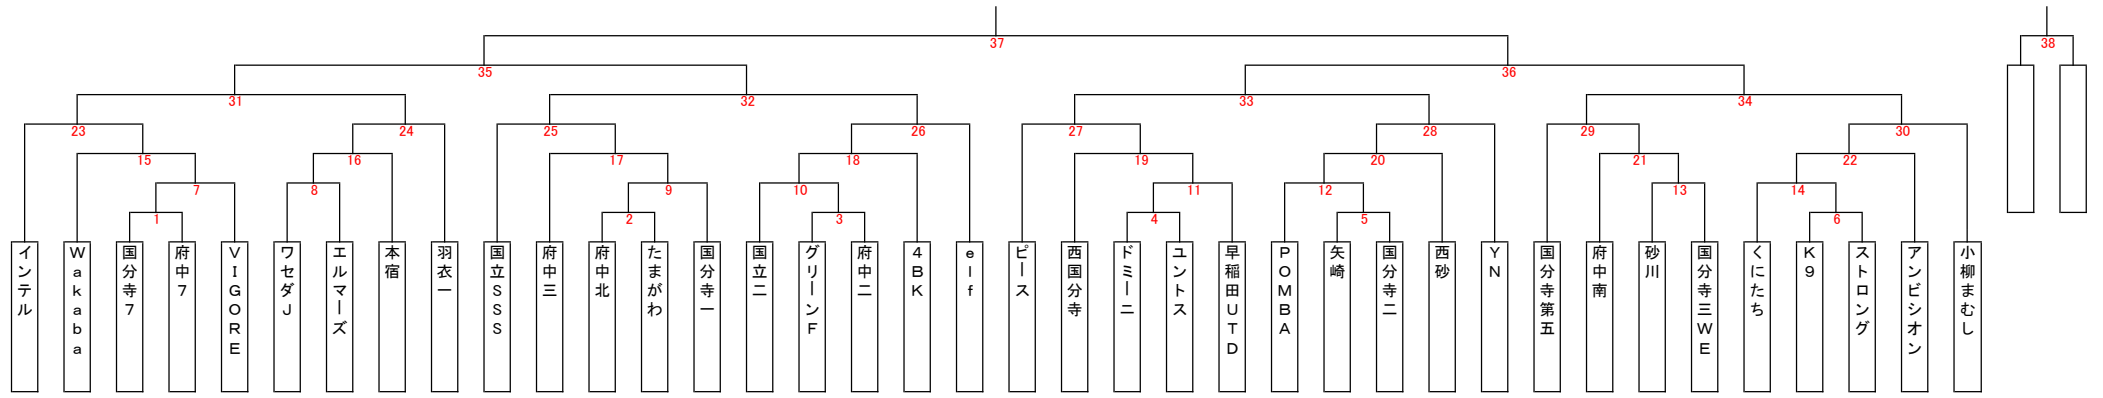 37
38
35
36
31
32
33
34
23
24
25
26
27
28
29
30
15
16
17
18
19
20
21
22
7
8
9
10
11
12
13
14
1
2
3
4
5
6
インテル
Wakaba
国分寺7
府中7
VIGORE
ワセダJ
エルマーズ
本宿
羽衣一
国立SSS
府中三
府中北
たまがわ
国分寺一
国立二
グリーンF
府中二
4BK
elf
ピース
西国分寺
ドミーニ
ユントス
早稲田UTD
POMBA
矢崎
国分寺二
西砂
YN
国分寺第五
府中南
砂川
国分寺三WE
くにたち
K9
ストロング
アンビシオン
小柳まむし